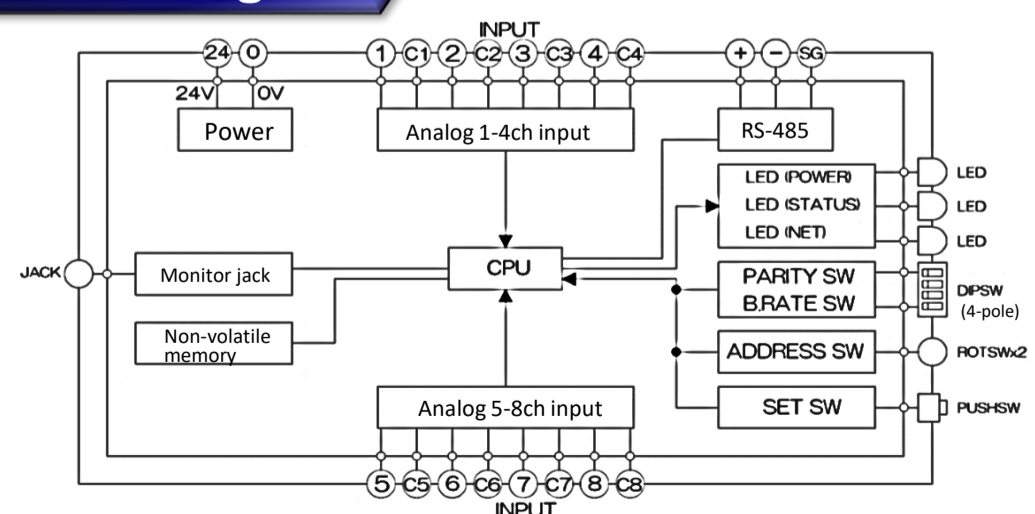 INPUT
24 0 1 C1 2 C2 3 C3 4 C4 + − SG
24V 0V
Power
Analog 1-4ch input
RS-485
LED (POWER)
LED (STATUS)
LED (NET)
LED
LED
LED
JACK
Monitor jack
CPU
PARITY SW
B.RATE SW
DIPSW
(4-pole)
Non-volatile
memory
ADDRESS SW
ROTSWx2
Analog 5-8ch input
SET SW
PUSHSW
5 C5 6 C6 7 C7 8 C8
INPUT